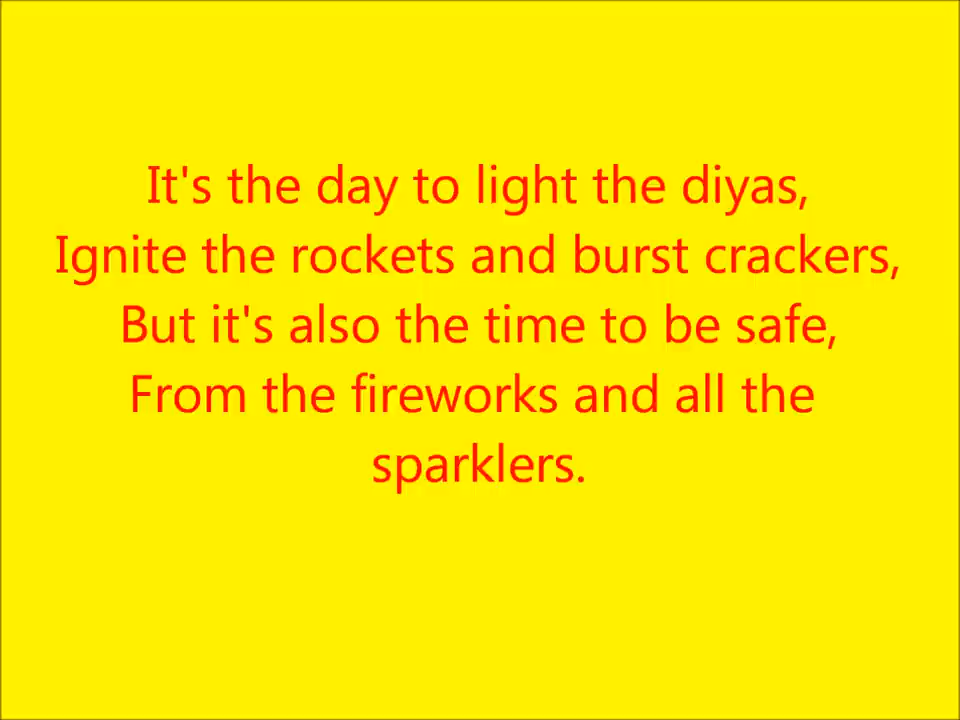 It's the day to light the diyas,
Ignite the rockets and burst crackers,
But it's also the time to be safe,
From the fireworks and all the
sparklers.